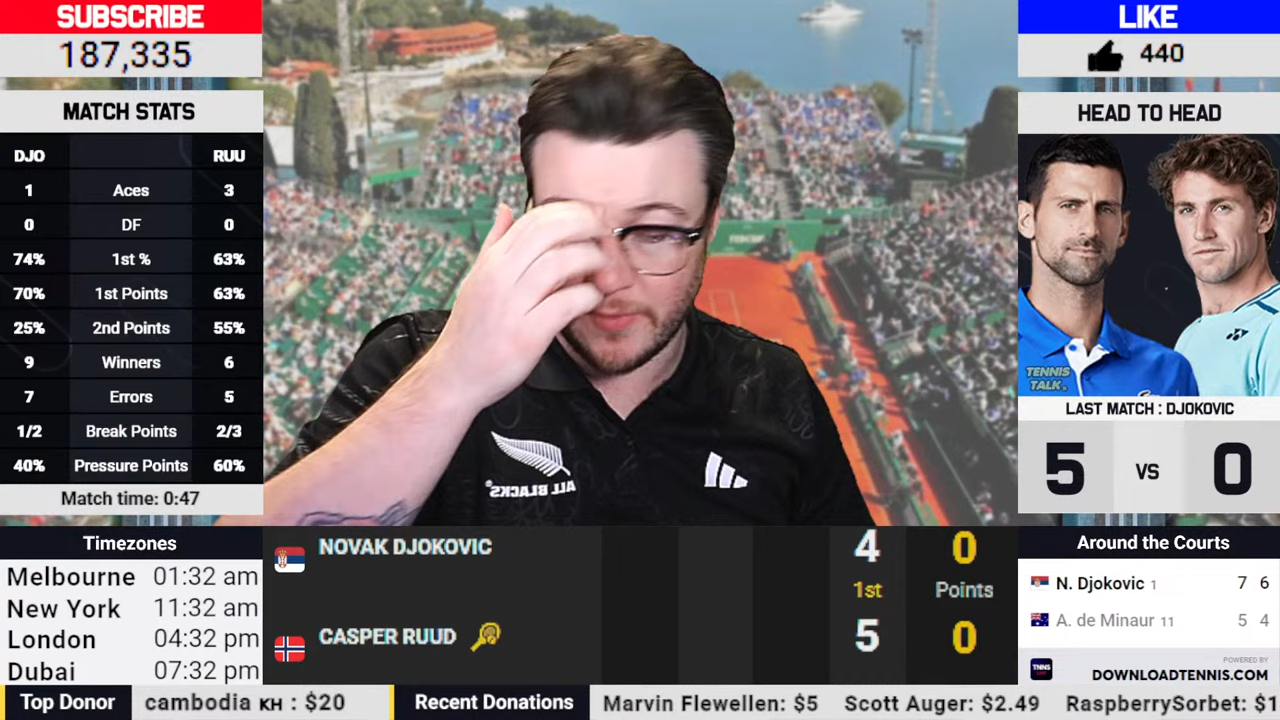 SUBSCRIBE
187,335
MATCH STATS
DJO RUU
1 Aces 3
0 DF 0
74% 1st % 63%
70% 1st Points 63%
25% 2nd Points 55%
9 Winners 6
7 Errors 5
1/2 Break Points 2/3
40% Pressure Points 60%
Match time: 0:47
Timezones
Melbourne 01:32 am
New York 11:32 am
London 04:32 pm
Dubai 07:32 pm
ALL BLACKS®
NOVAK DJOKOVIC 4 0
1st Points
CASPER RUUD 5 0
LIKE
440
HEAD TO HEAD
TENNIS
TALK.
LAST MATCH : DJOKOVIC
5 VS 0
Around the Courts
N. Djokovic 1 7 6
A. de Minaur 11 5 4
POWERED BY
TNNS
DOWNLOADTENNIS.COM
Top Donor cambodia KH : $20 Recent Donations Marvin Flewellen: $5 Scott Auger: $2.49 RaspberrySorbet: $1